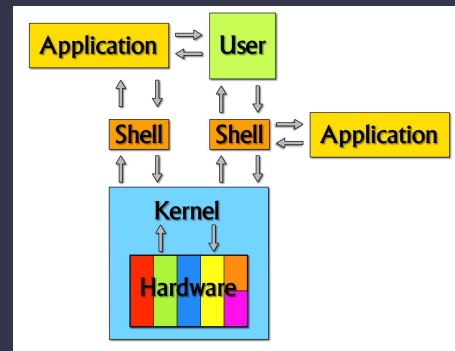 Application
User
Shell
Shell
Application
Kernel
Hardware